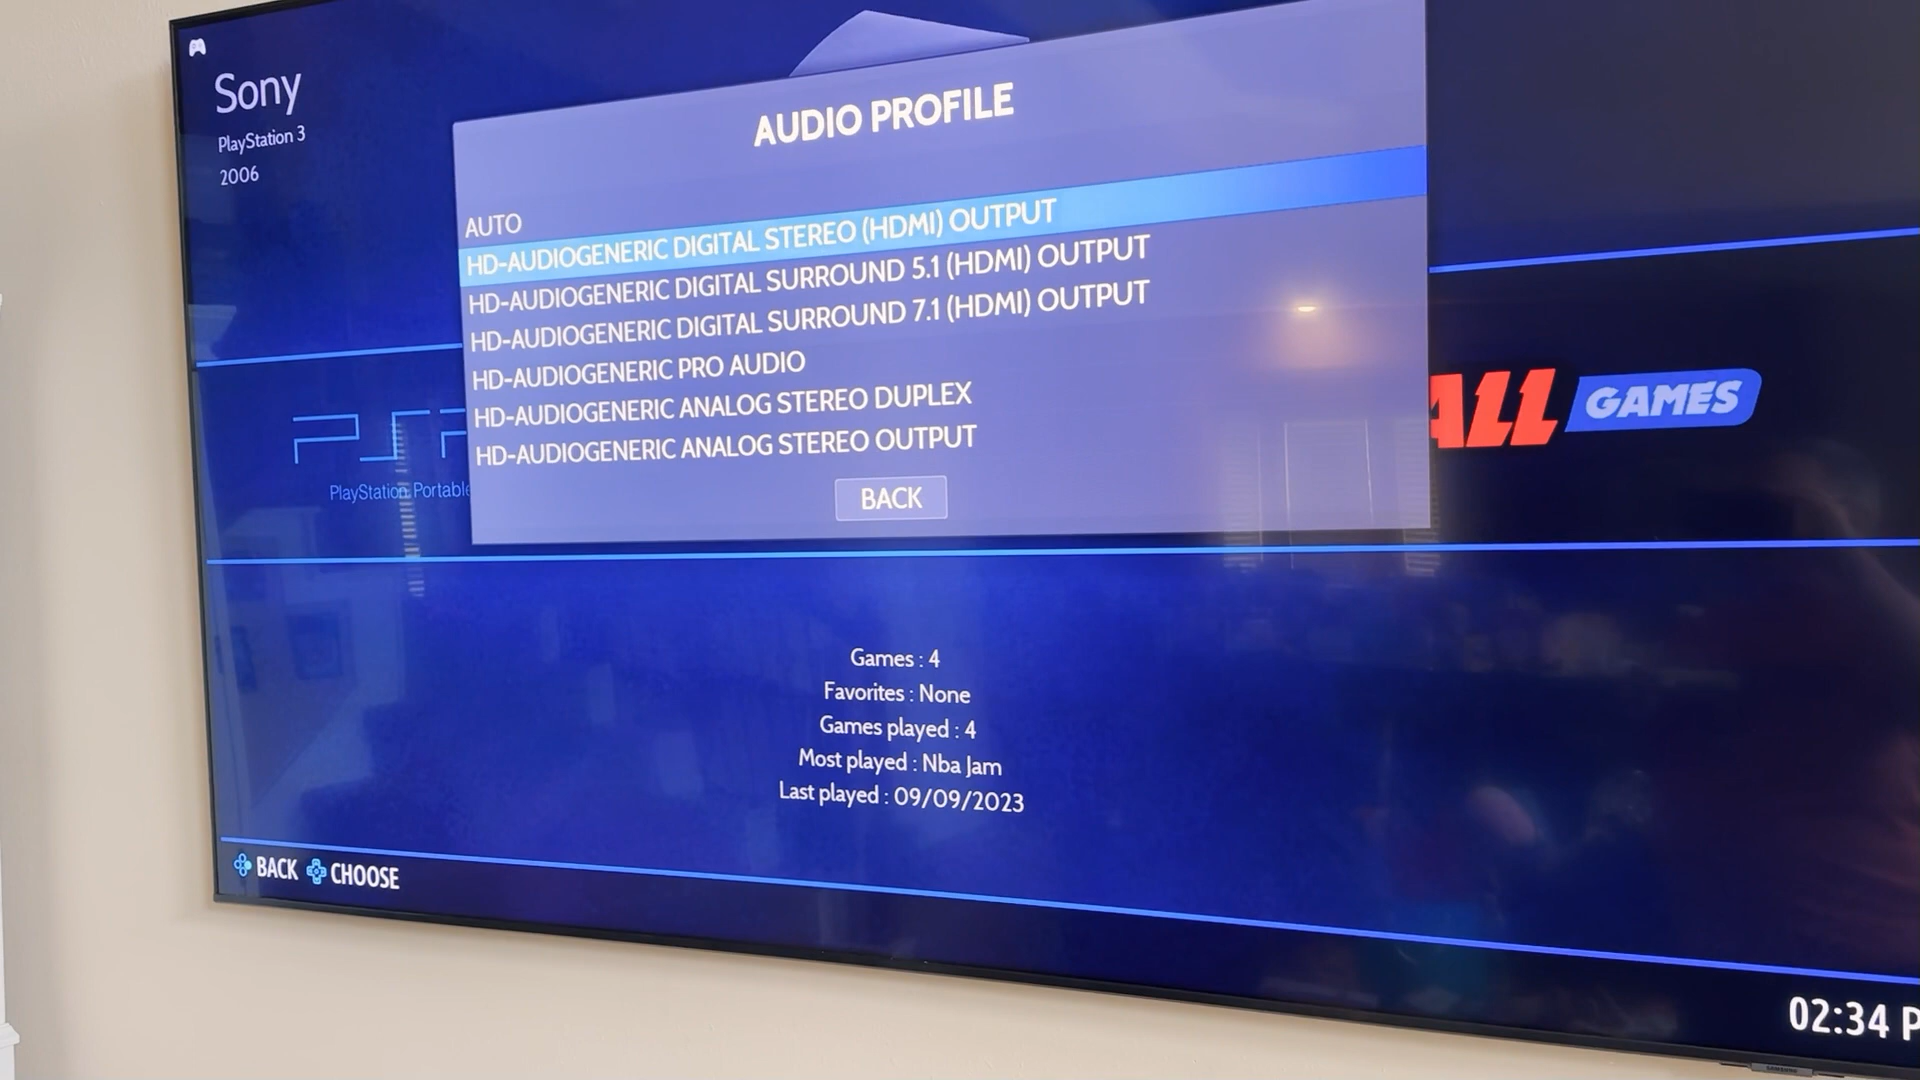 Sony
PlayStation 3
2006
AUDIO PROFILE
AUTO
HD-AUDIOGENERIC DIGITAL STEREO (HDMI) OUTPUT
HD-AUDIOGENERIC DIGITAL SURROUND 5.1 (HDMI) OUTPUT
HD-AUDIOGENERIC DIGITAL SURROUND 7.1 (HDMI) OUTPUT
HD-AUDIOGENERIC PRO AUDIO
HD-AUDIOGENERIC ANALOG STEREO DUPLEX
HD-AUDIOGENERIC ANALOG STEREO OUTPUT
BACK
PSP
PlayStation Portable
ALL GAMES
Games : 4
Favorites : None
Games played : 4
Most played : Nba Jam
Last played : 09/09/2023
BACK CHOOSE
02:34 P
SAMSUNG